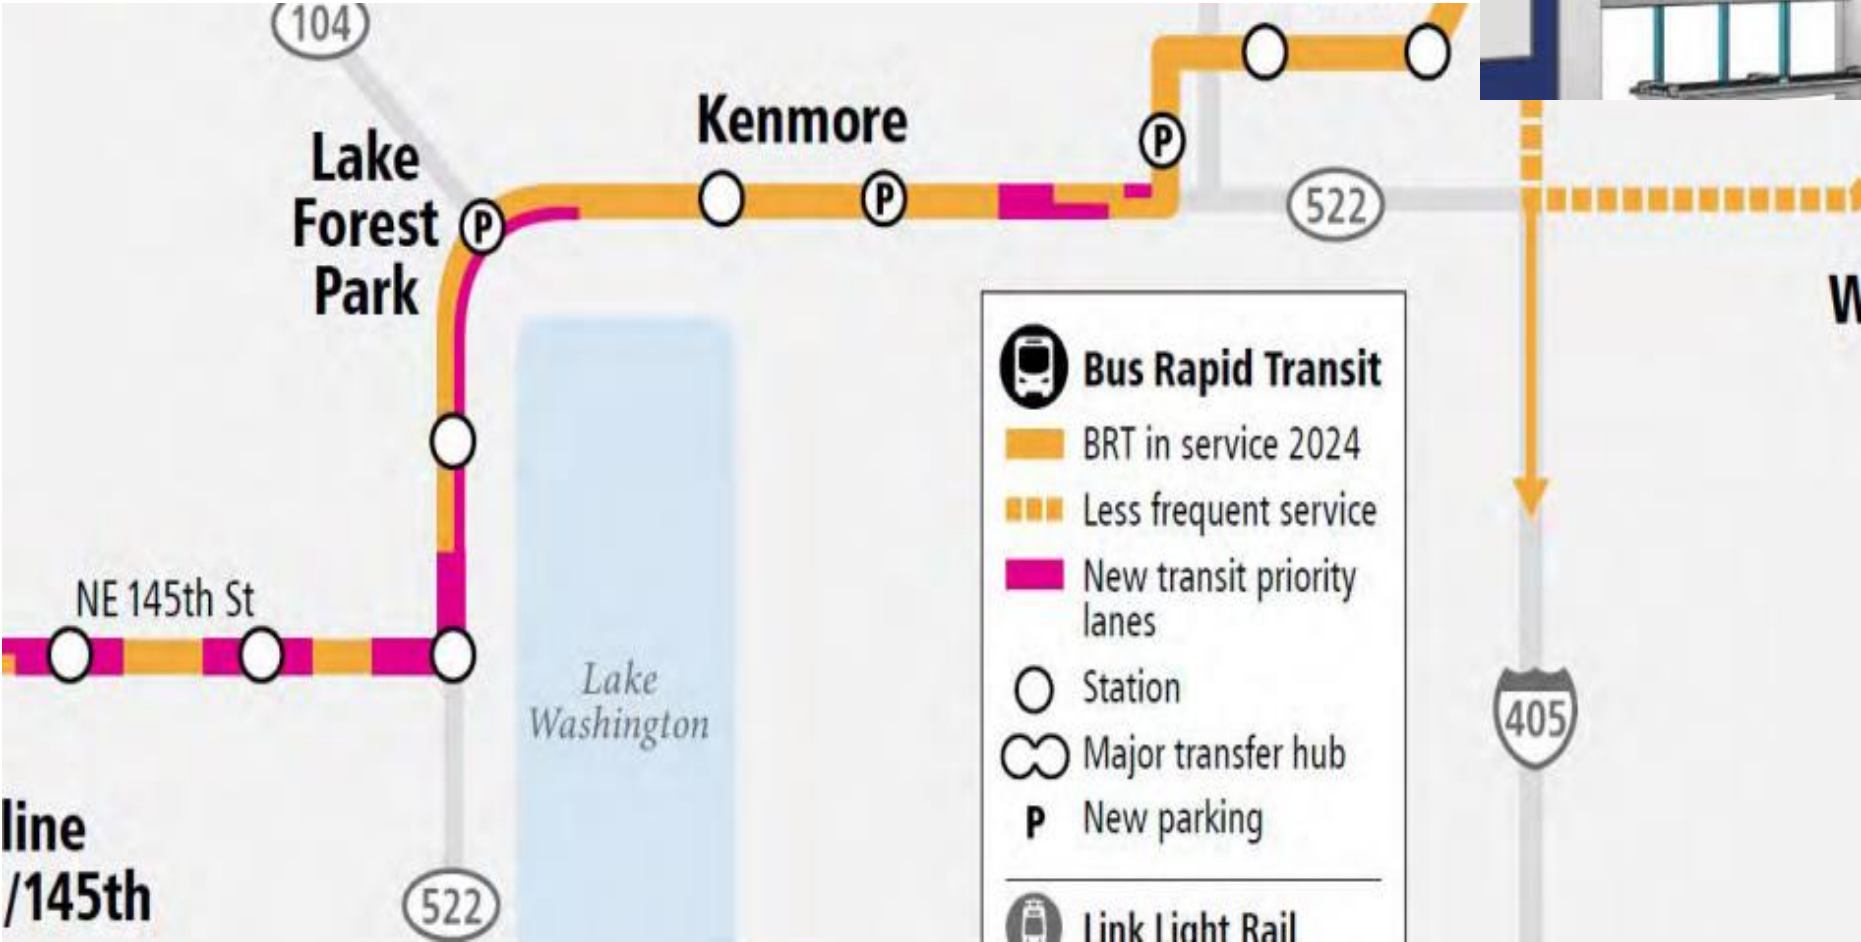 104
Kenmore
Lake
Forest
Park
P
P
P
522
NE 145th St
Lake
Washington
line
/145th
522
Bus Rapid Transit
BRT in service 2024
Less frequent service
New transit priority
lanes
Station
Major transfer hub
P New parking
Link Light Rail
405
W